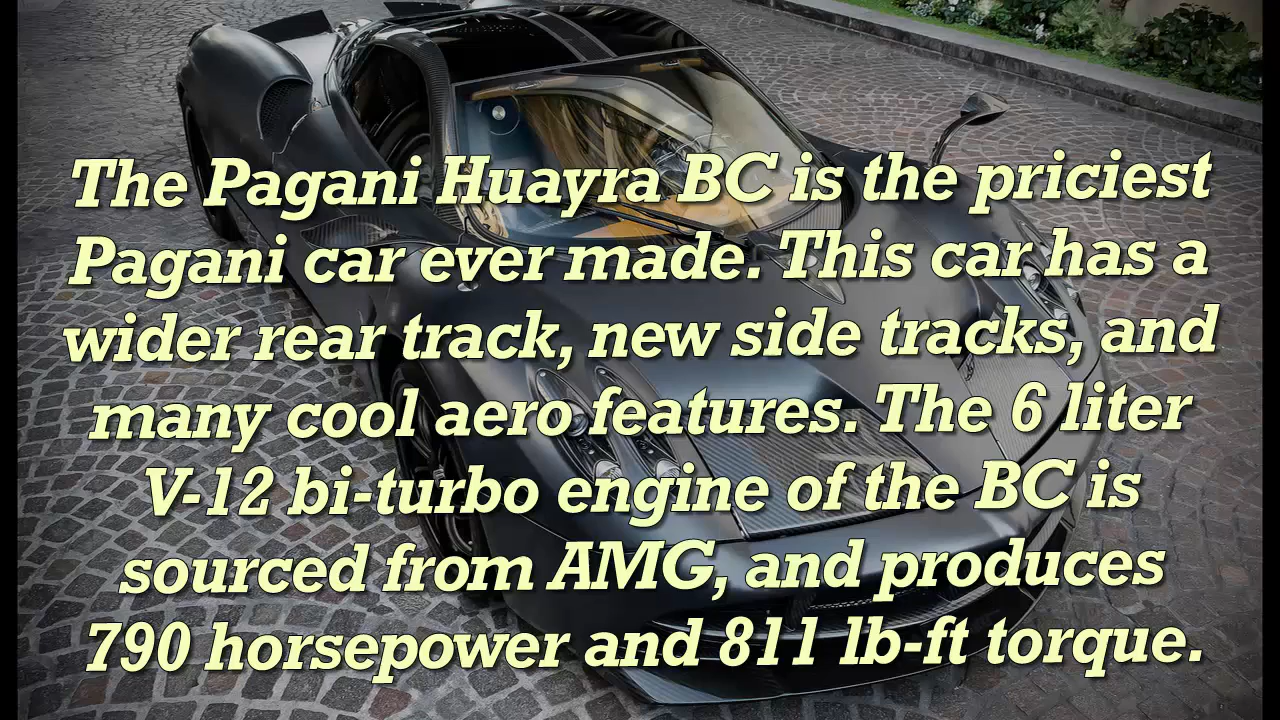 The Pagani Huayra BC is the priciest
Pagani car ever made. This car has a
wider rear track, new side tracks, and
many cool aero features. The 6 liter
V-12 bi-turbo engine of the BC is
sourced from AMG, and produces
790 horsepower and 811 lb-ft torque.